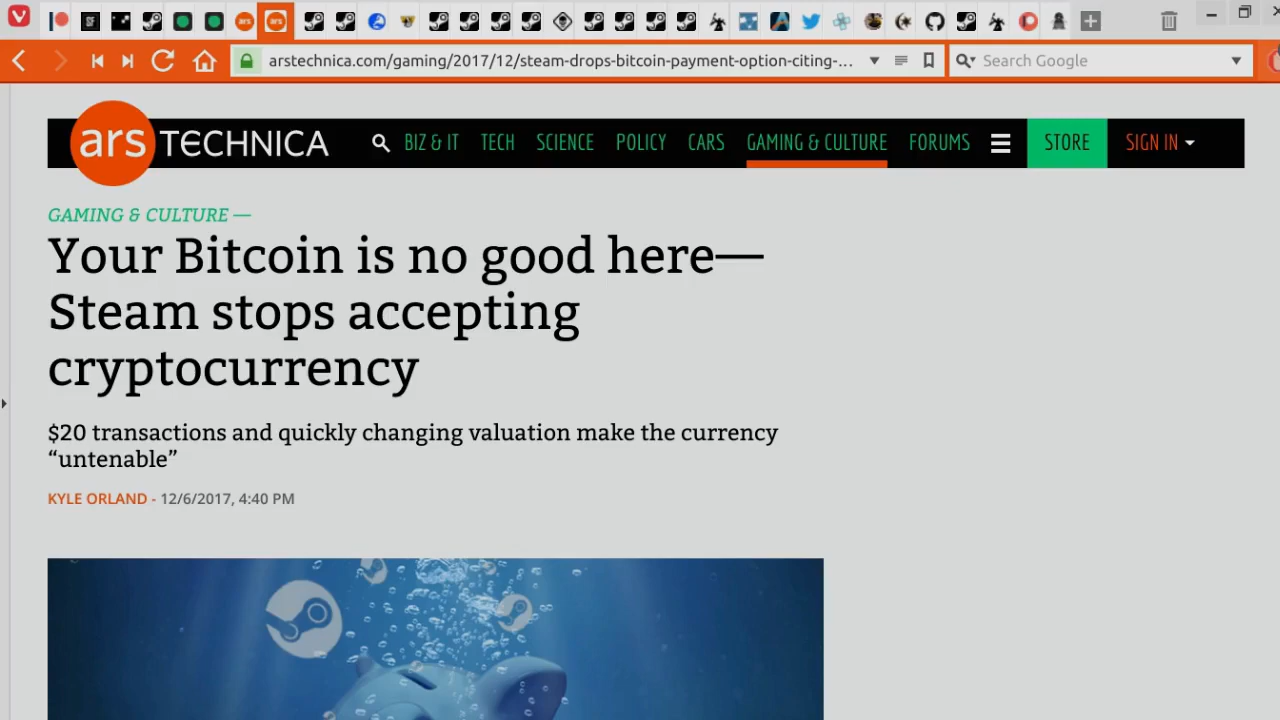 arstechnica.com/gaming/2017/12/steam-drops-bitcoin-payment-option-citing-...
Search Google
ars TECHNICA
BIZ & IT
TECH
SCIENCE
POLICY
CARS
GAMING & CULTURE
FORUMS
STORE
SIGN IN
GAMING & CULTURE —
Your Bitcoin is no good here—
Steam stops accepting
cryptocurrency
$20 transactions and quickly changing valuation make the currency
“untenable”
KYLE ORLAND - 12/6/2017, 4:40 PM